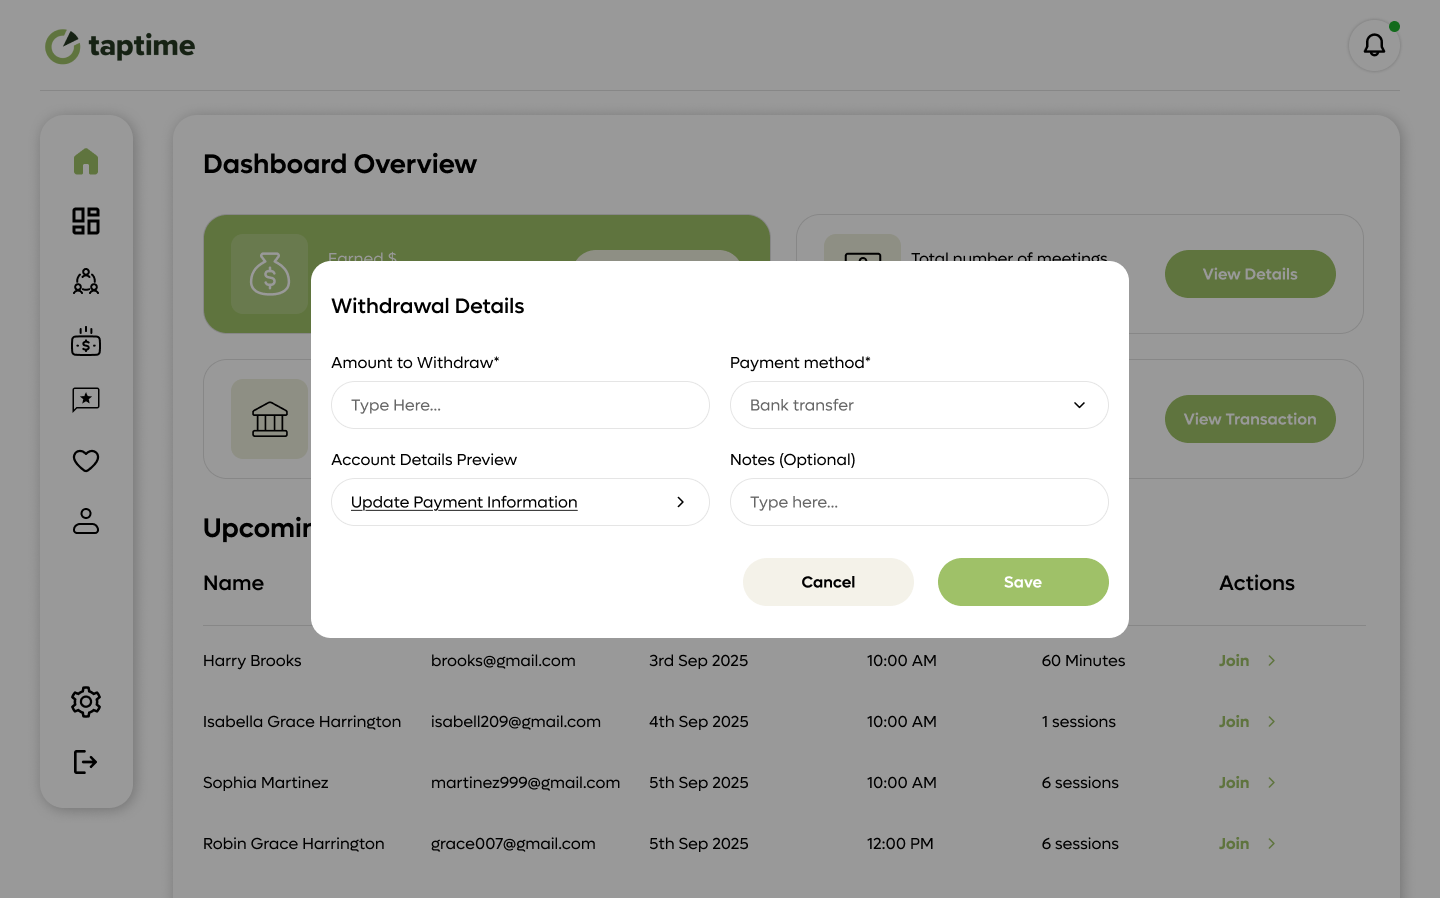 taptime
Dashboard Overview
Earned $
Total number of meetings
View Details
Withdrawal Details
Amount to Withdraw*
Payment method*
Type Here...
Bank transfer
View Transaction
Account Details Preview
Notes (Optional)
Update Payment Information
Type here...
Upcomin
Cancel
Save
Name
Actions
Harry Brooks brooks@gmail.com 3rd Sep 2025 10:00 AM 60 Minutes Join
Isabella Grace Harrington isabell209@gmail.com 4th Sep 2025 10:00 AM 1 sessions Join
Sophia Martinez martinez999@gmail.com 5th Sep 2025 10:00 AM 6 sessions Join
Robin Grace Harrington grace007@gmail.com 5th Sep 2025 12:00 PM 6 sessions Join